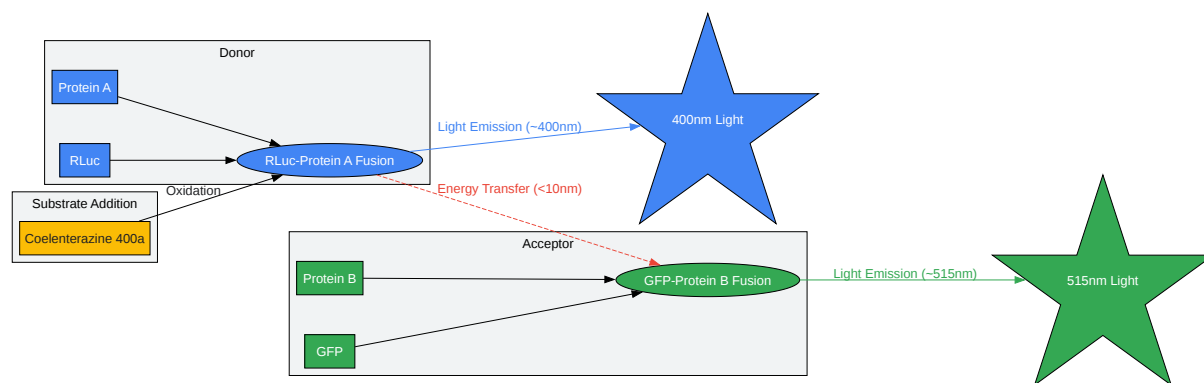 Donor
Protein A
RLuc
RLuc-Protein A Fusion
Light Emission (~400nm)
400nm Light
Oxidation
Energy Transfer (<10nm)
Substrate Addition
Coelenterazine 400a
Acceptor
Protein B
GFP
GFP-Protein B Fusion
Light Emission (~515nm)
515nm Light